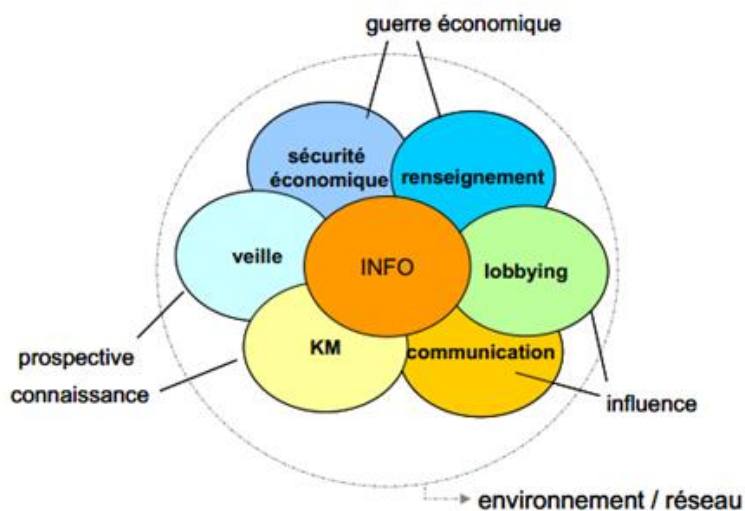 guerre économique
sécurité
économique
renseignement
veille
INFO
lobbying
KM
communication
prospective
connaissance
influence
environnement / réseau